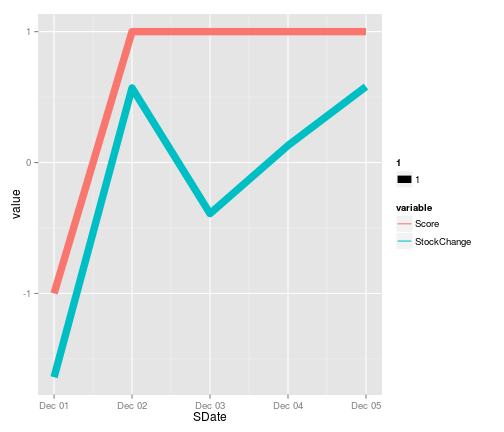 1
0
-1
value
Dec 01
Dec 02
Dec 03
Dec 04
Dec 05
SDate
1
1
variable
Score
StockChange